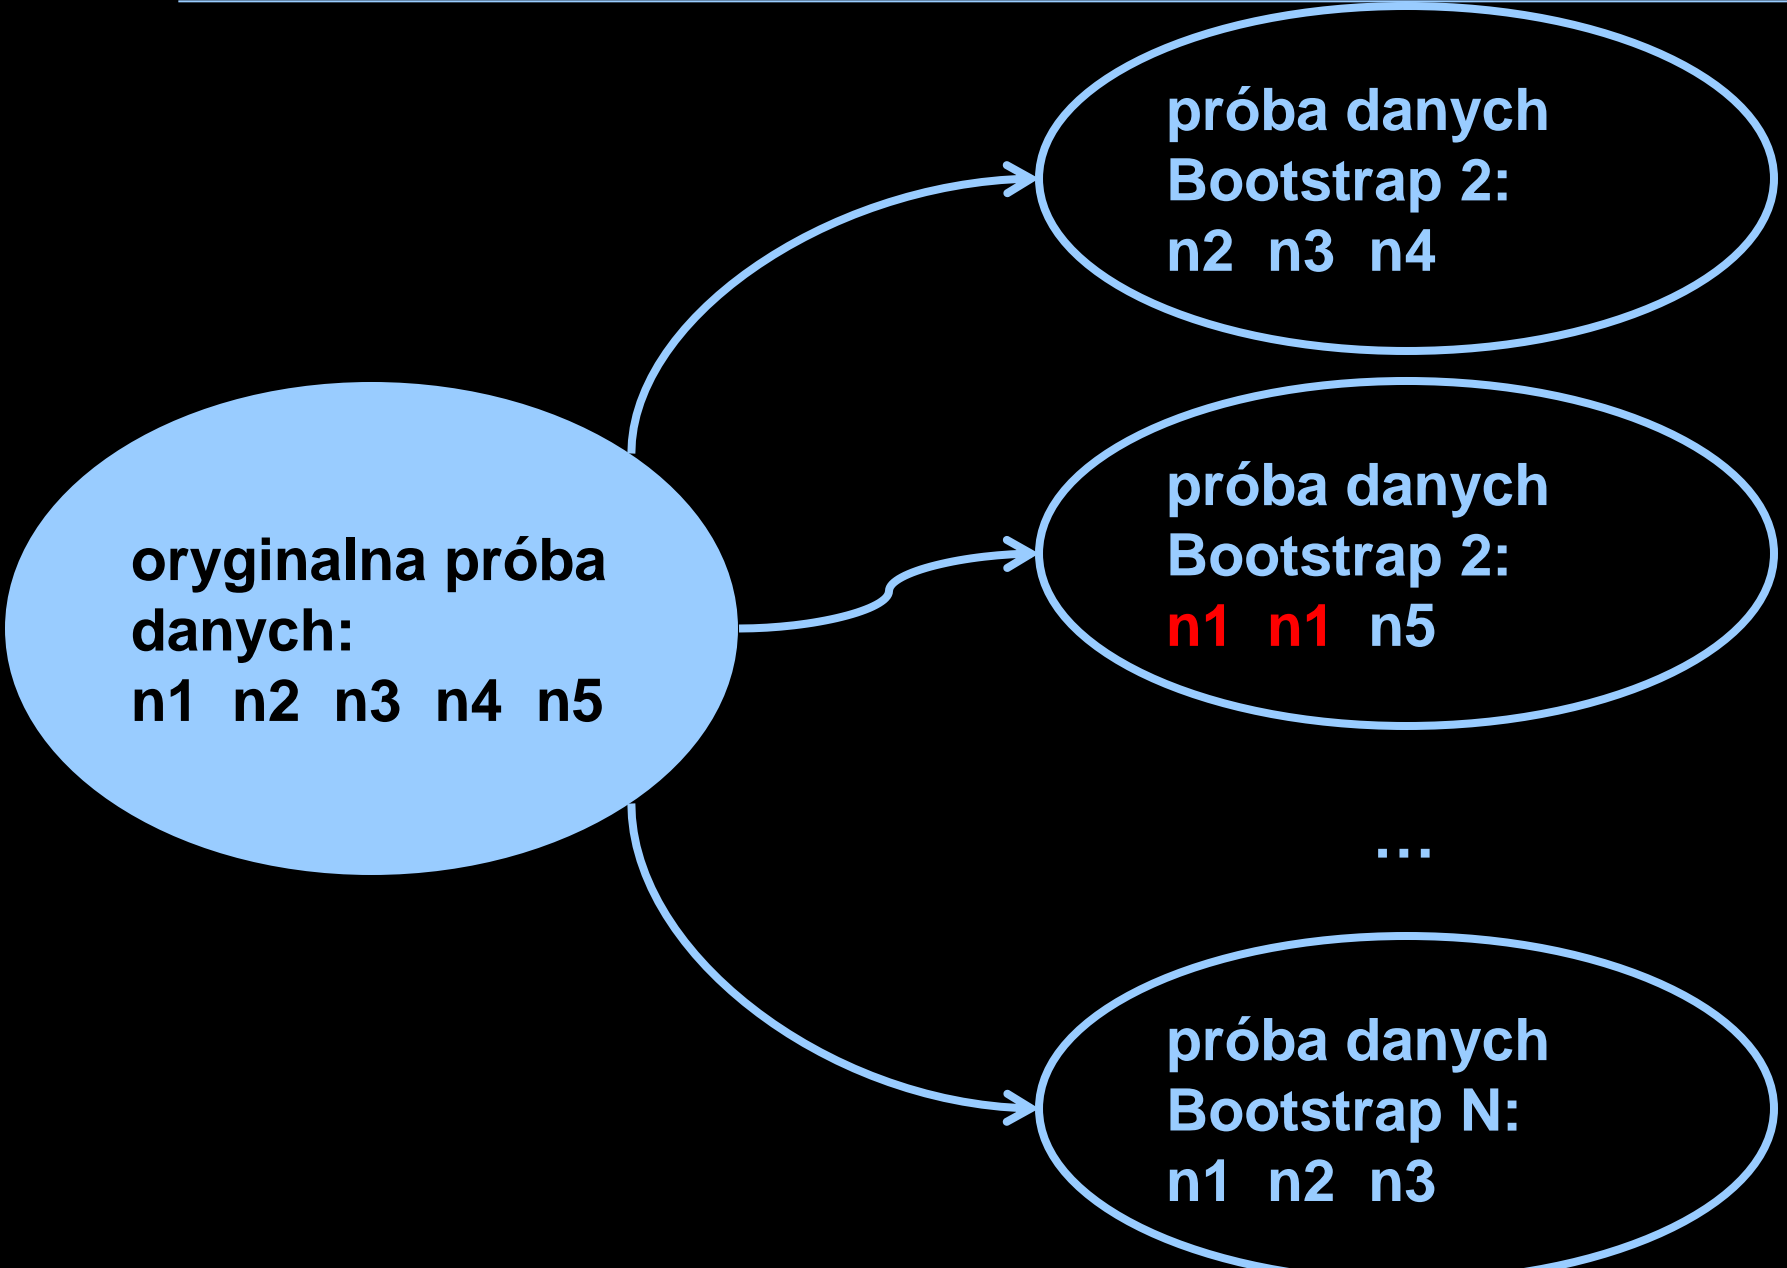 próba danych
Bootstrap 2:
n2 n3 n4
oryginalna próba
danych:
n1 n2 n3 n4 n5
próba danych
Bootstrap 2:
n1 n1 n5
…
próba danych
Bootstrap N:
n1 n2 n3